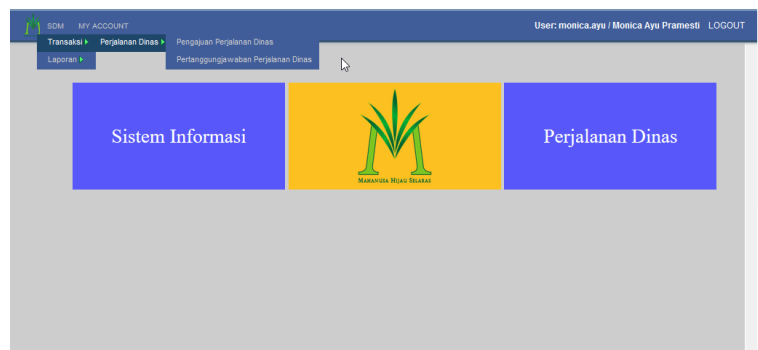 SDM MY ACCOUNT User: monica.ayu / Monica Ayu Pramesti LOGOUT
Transaksi Perjalanan Dinas Pengajuan Perjalanan Dinas
Laporan Pertanggungjawaban Perjalanan Dinas
Sistem Informasi
Mananusa Hijau Selaras
Perjalanan Dinas